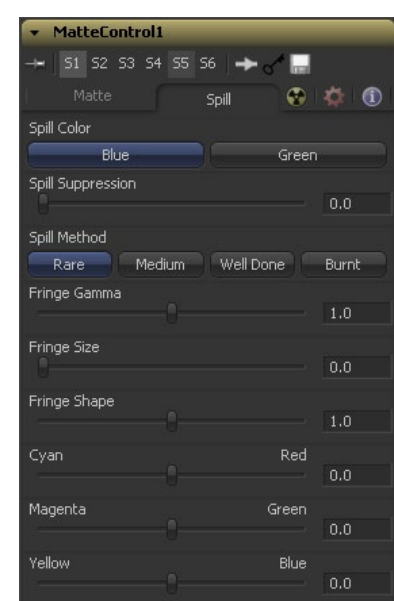 MatteControl1
S1 S2 S3 S4 S5 S6
Matte Spill
Spill Color
Blue Green
Spill Suppression
0.0
Spill Method
Rare Medium Well Done Burnt
Fringe Gamma
1.0
Fringe Size
0.0
Fringe Shape
1.0
Cyan Red
0.0
Magenta Green
0.0
Yellow Blue
0.0